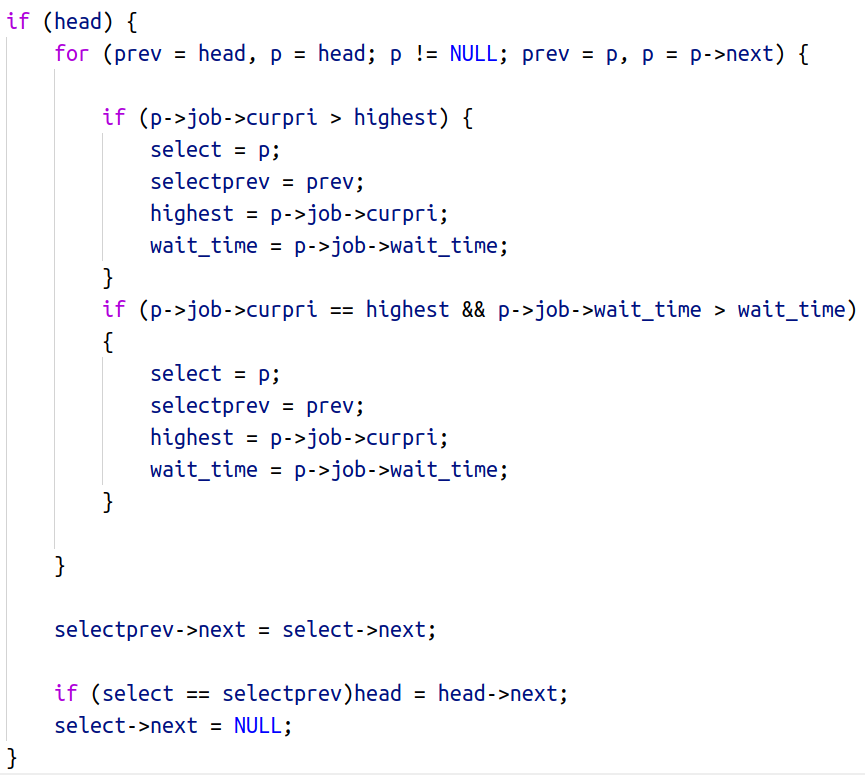 if (head) {
    for (prev = head, p = head; p != NULL; prev = p, p = p->next) {

        if (p->job->curpri > highest) {
            select = p;
            selectprev = prev;
            highest = p->job->curpri;
            wait_time = p->job->wait_time;
        }
        if (p->job->curpri == highest && p->job->wait_time > wait_time)
        {
            select = p;
            selectprev = prev;
            highest = p->job->curpri;
            wait_time = p->job->wait_time;
        }

    }

    selectprev->next = select->next;

    if (select == selectprev)head = head->next;
    select->next = NULL;
}